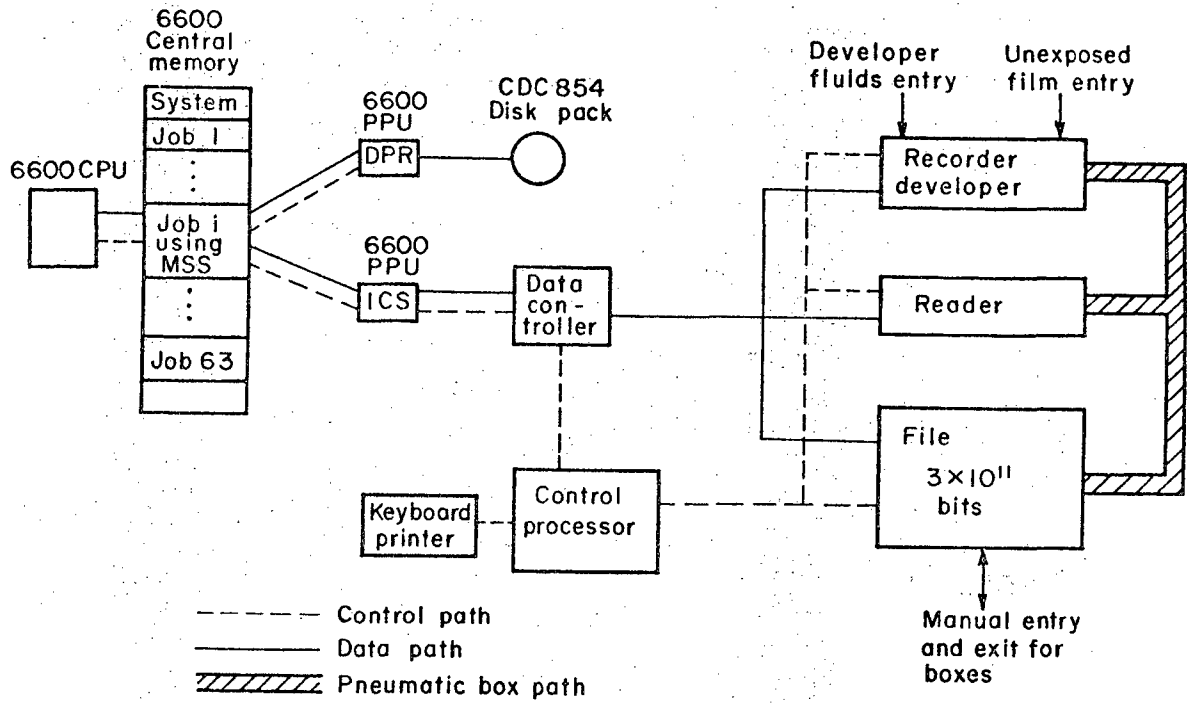 6600
Central
memory
System
Job 1
Job i
using
MSS
Job 63
6600 CPU
6600
PPU
DPR
CDC 854
Disk pack
6600
PPU
ICS
Data
con-
troller
Keyboard
printer
Control
processor
Developer
fluids entry
Unexposed
film entry
Recorder
developer
Reader
File
3×10¹¹
bits
Manual entry
and exit for
boxes
Control path
Data path
Pneumatic box path